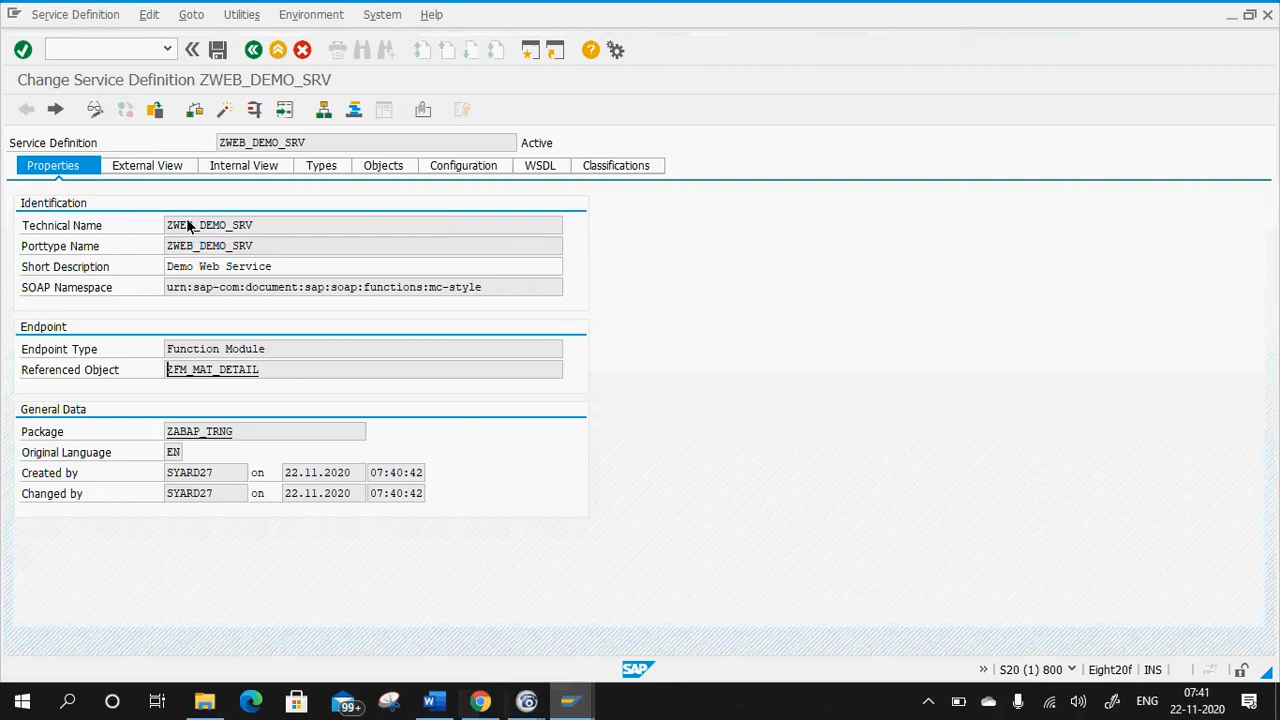 Service Definition Edit Goto Utilities Environment System Help
Change Service Definition ZWEB_DEMO_SRV
Service Definition ZWEB_DEMO_SRV Active
Properties External View Internal View Types Objects Configuration WSDL Classifications
Identification
Technical Name ZWEB_DEMO_SRV
Porttype Name ZWEB_DEMO_SRV
Short Description Demo Web Service
SOAP Namespace urn:sap-com:document:sap:soap:functions:mc-style
Endpoint
Endpoint Type Function Module
Referenced Object ZFM_MAT_DETAIL
General Data
Package ZABAP_TRNG
Original Language EN
Created by SYARD27 on 22.11.2020 07:40:42
Changed by SYARD27 on 22.11.2020 07:40:42
SAP S20 (1) 800 Eight20f INS
99+ W ENG 07:41
22-11-2020